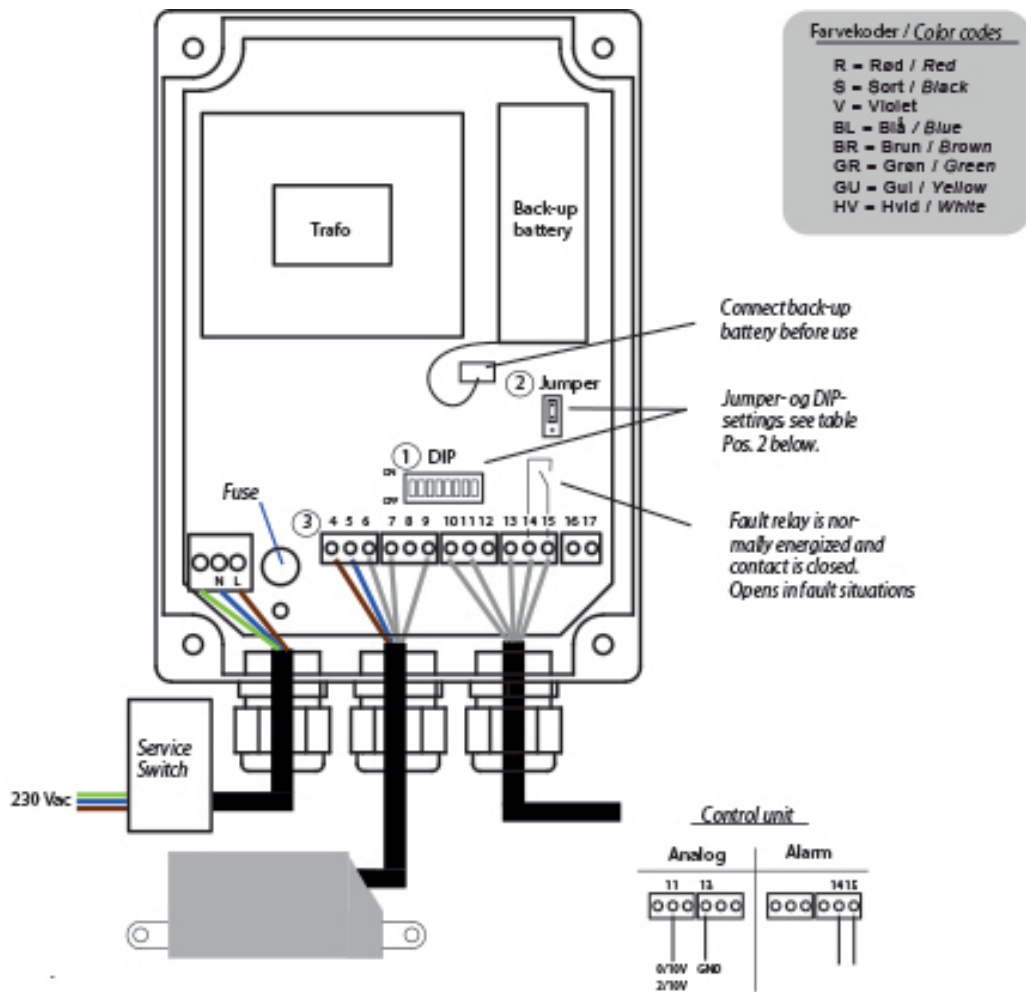 Farvekoder / Color codes
R = Rød / Red
S = Sort / Black
V = Violet
BL = Blå / Blue
BR = Brun / Brown
GR = Grøn / Green
GU = Gul / Yellow
HV = Hvid / White
Trafo
Back-up
battery
Connect back-up
battery before use
2 Jumper
Jumper- og DIP-
settings see table
Pos. 2 below.
1 DIP
ON
OFF
Fuse
3 4 5 6 7 8 9 10 11 12 13 14 15 16 17
N L
Fault relay is nor-
mally energized and
contact is closed.
Opens in fault situations
Service
Switch
230 Vac
Control unit
Analog
Alarm
11 13
14 15
0/10V GND
2/10V